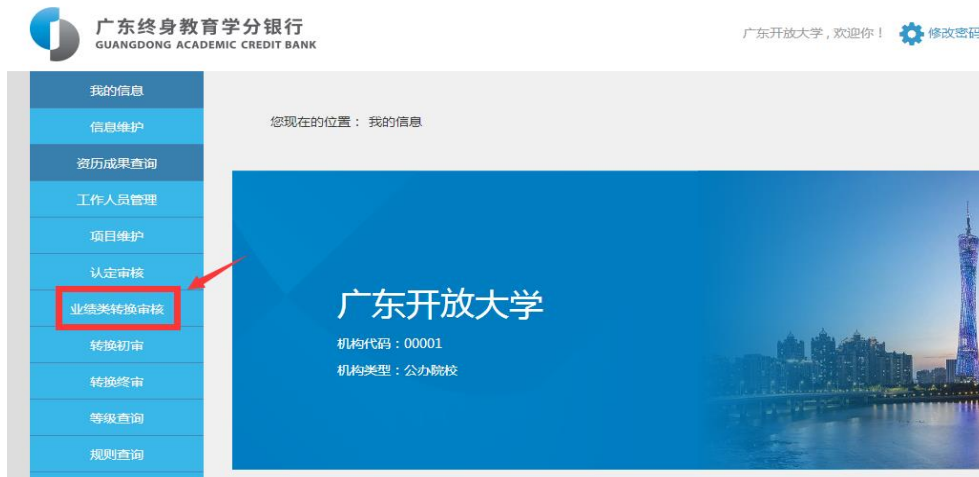 广东终身教育学分银行
GUANGDONG ACADEMIC CREDIT BANK
广东开放大学，欢迎你！ 修改密码
我的信息
信息维护
资历成果查询
工作人员管理
项目维护
认定审核
业绩类转换审核
转换初审
转换终审
等级查询
规则查询
您现在的位置： 我的信息
广东开放大学
机构代码：00001
机构类型：公办院校